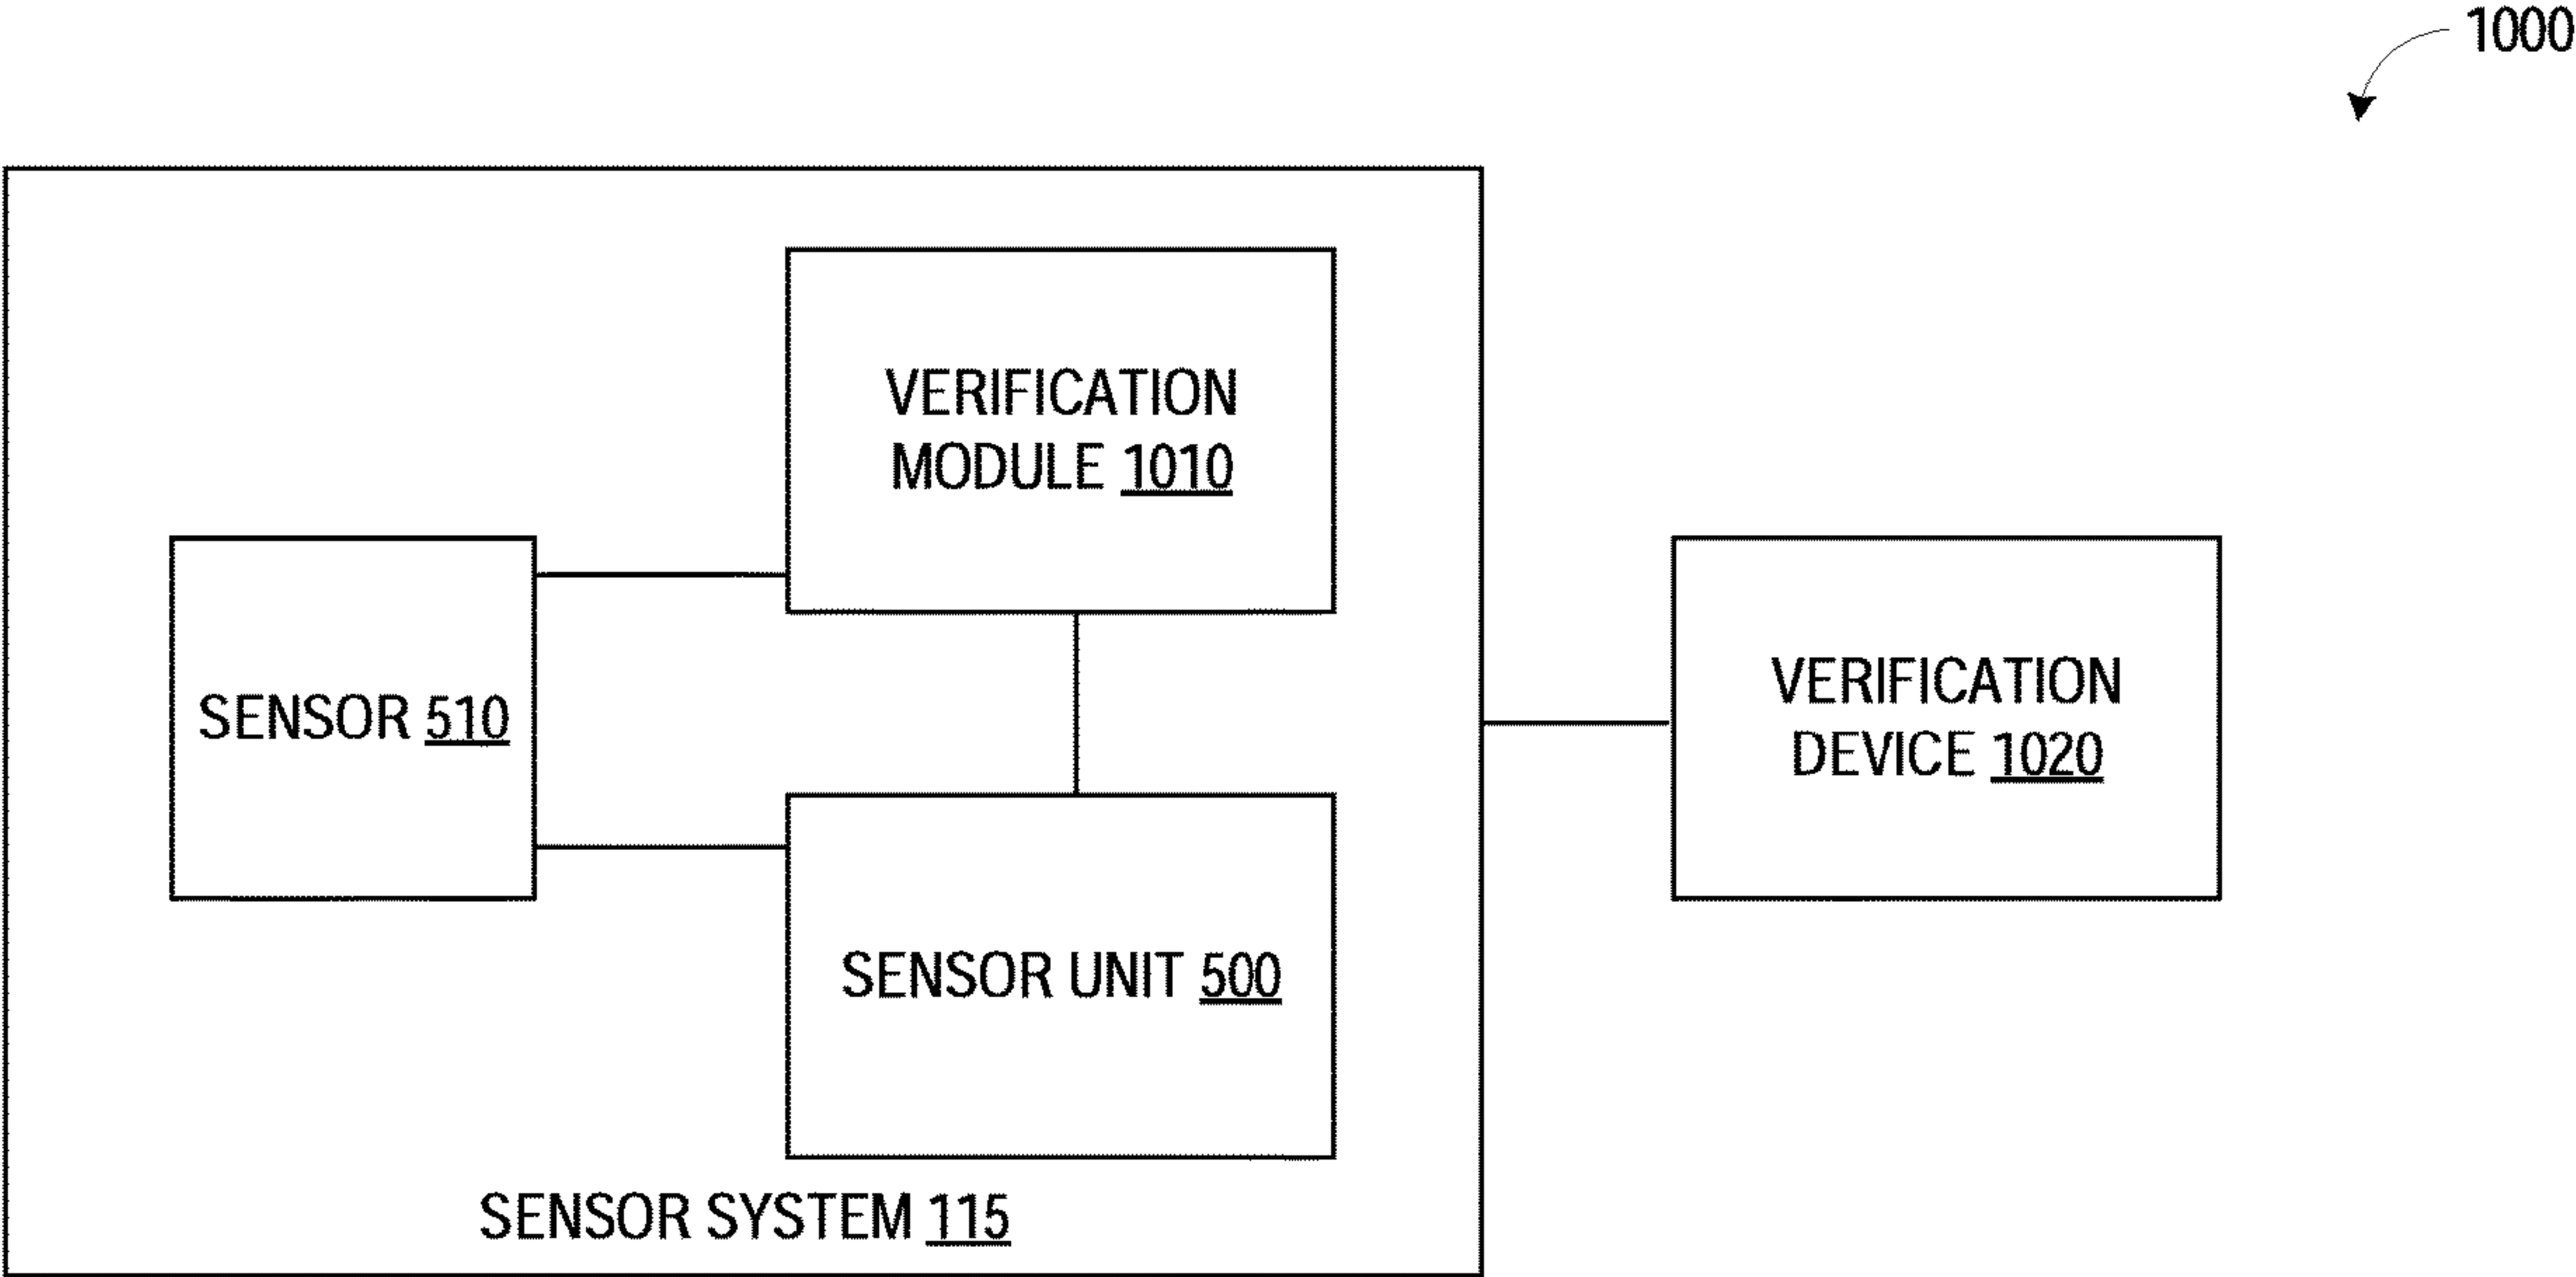 1000
VERIFICATION
MODULE 1010
SENSOR 510
VERIFICATION
DEVICE 1020
SENSOR UNIT 500
SENSOR SYSTEM 115